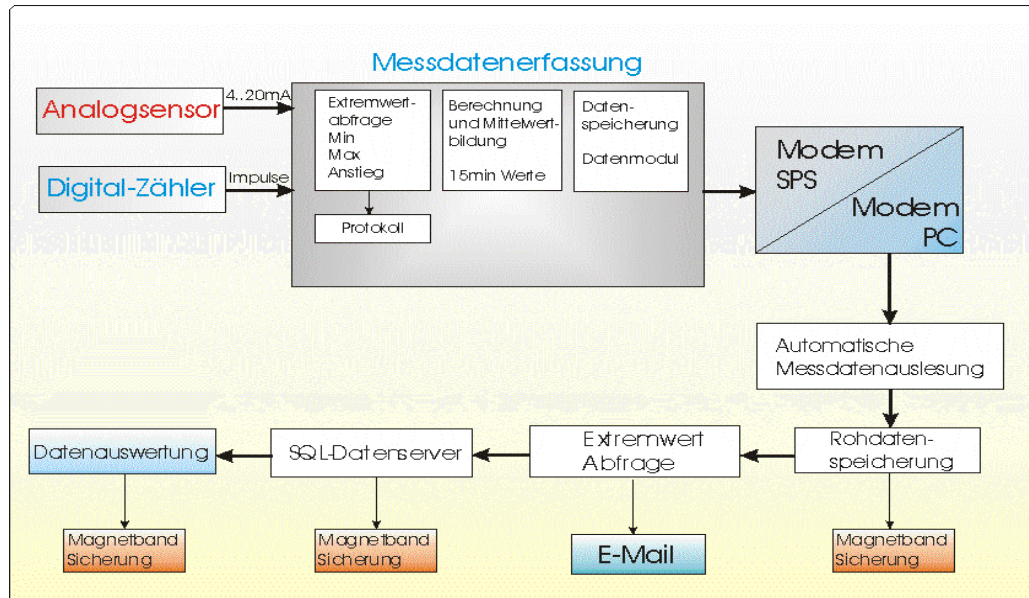 Messdatenerfassung
Analogsensor
4..20mA
Digital-Zähler
Impulse
Extremwert-
abfrage
Min
Max
Anstieg
Protokoll
Berechnung
und Mittelwert-
bildung
15min Werte
Daten-
speicherung
Datenmodul
Modem
SPS
Modem
PC
Automatische
Messdatenauslesung
Rohdaten-
speicherung
Extremwert
Abfrage
SQL-Datenserver
Datenauswertung
Magnetband
Sicherung
Magnetband
Sicherung
E-Mail
Magnetband
Sicherung